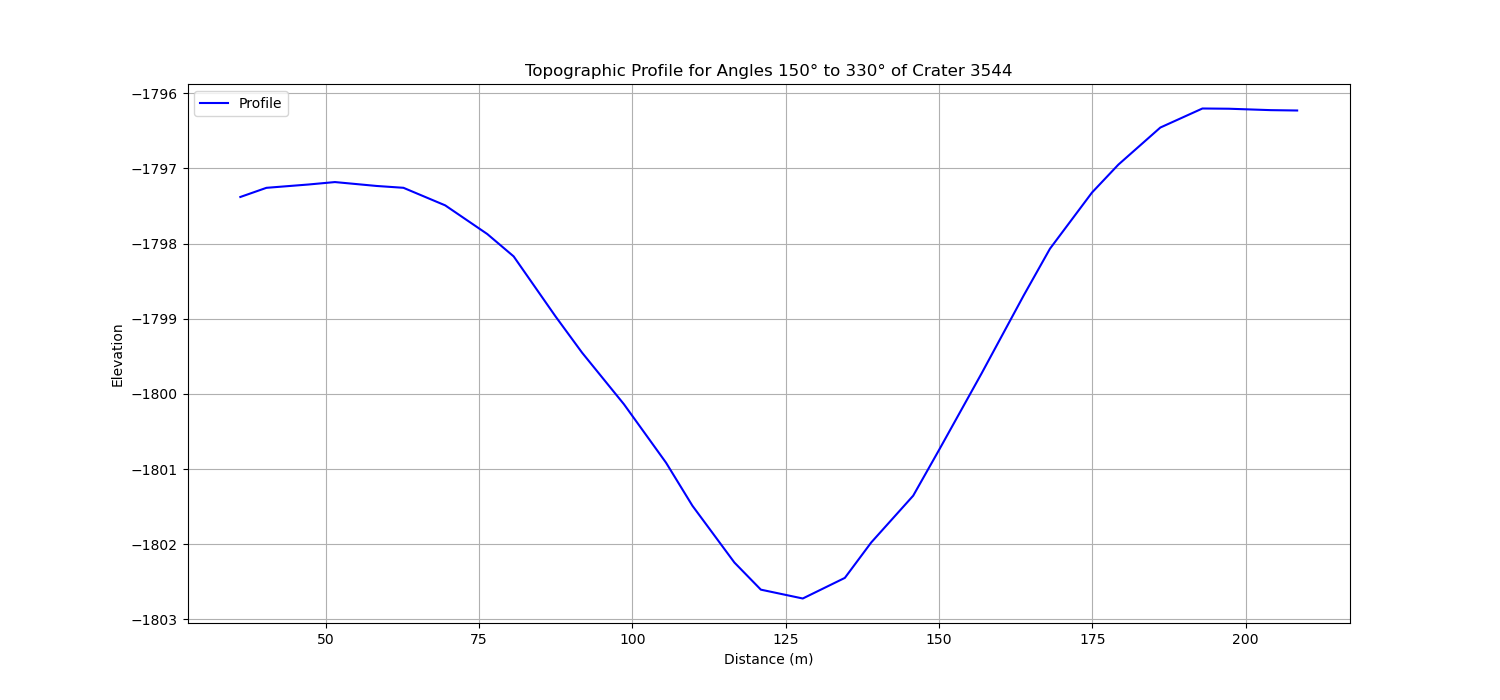 Topographic Profile for Angles 150° to 330° of Crater 3544
Profile
−1796
−1797
−1798
−1799
−1800
−1801
−1802
−1803
Elevation
50 75 100 125 150 175 200
Distance (m)